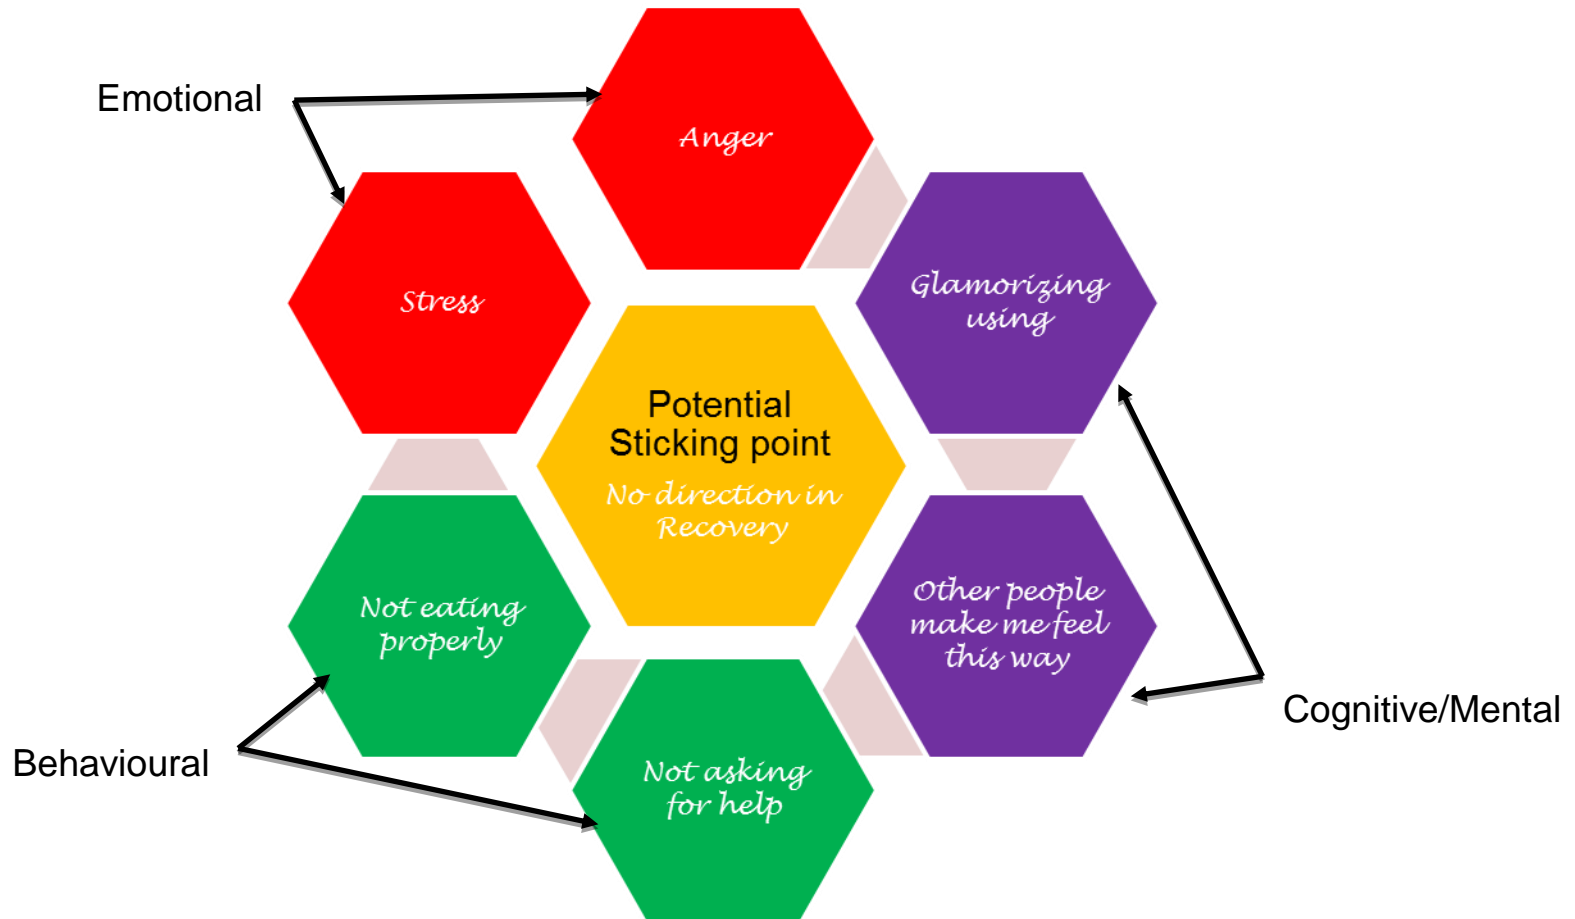 Emotional
Anger
Stress
Glamorizing
using
Potential
Sticking point
No direction in
Recovery
Not eating
properly
Other people
make me feel
this way
Cognitive/Mental
Behavioural
Not asking
for help